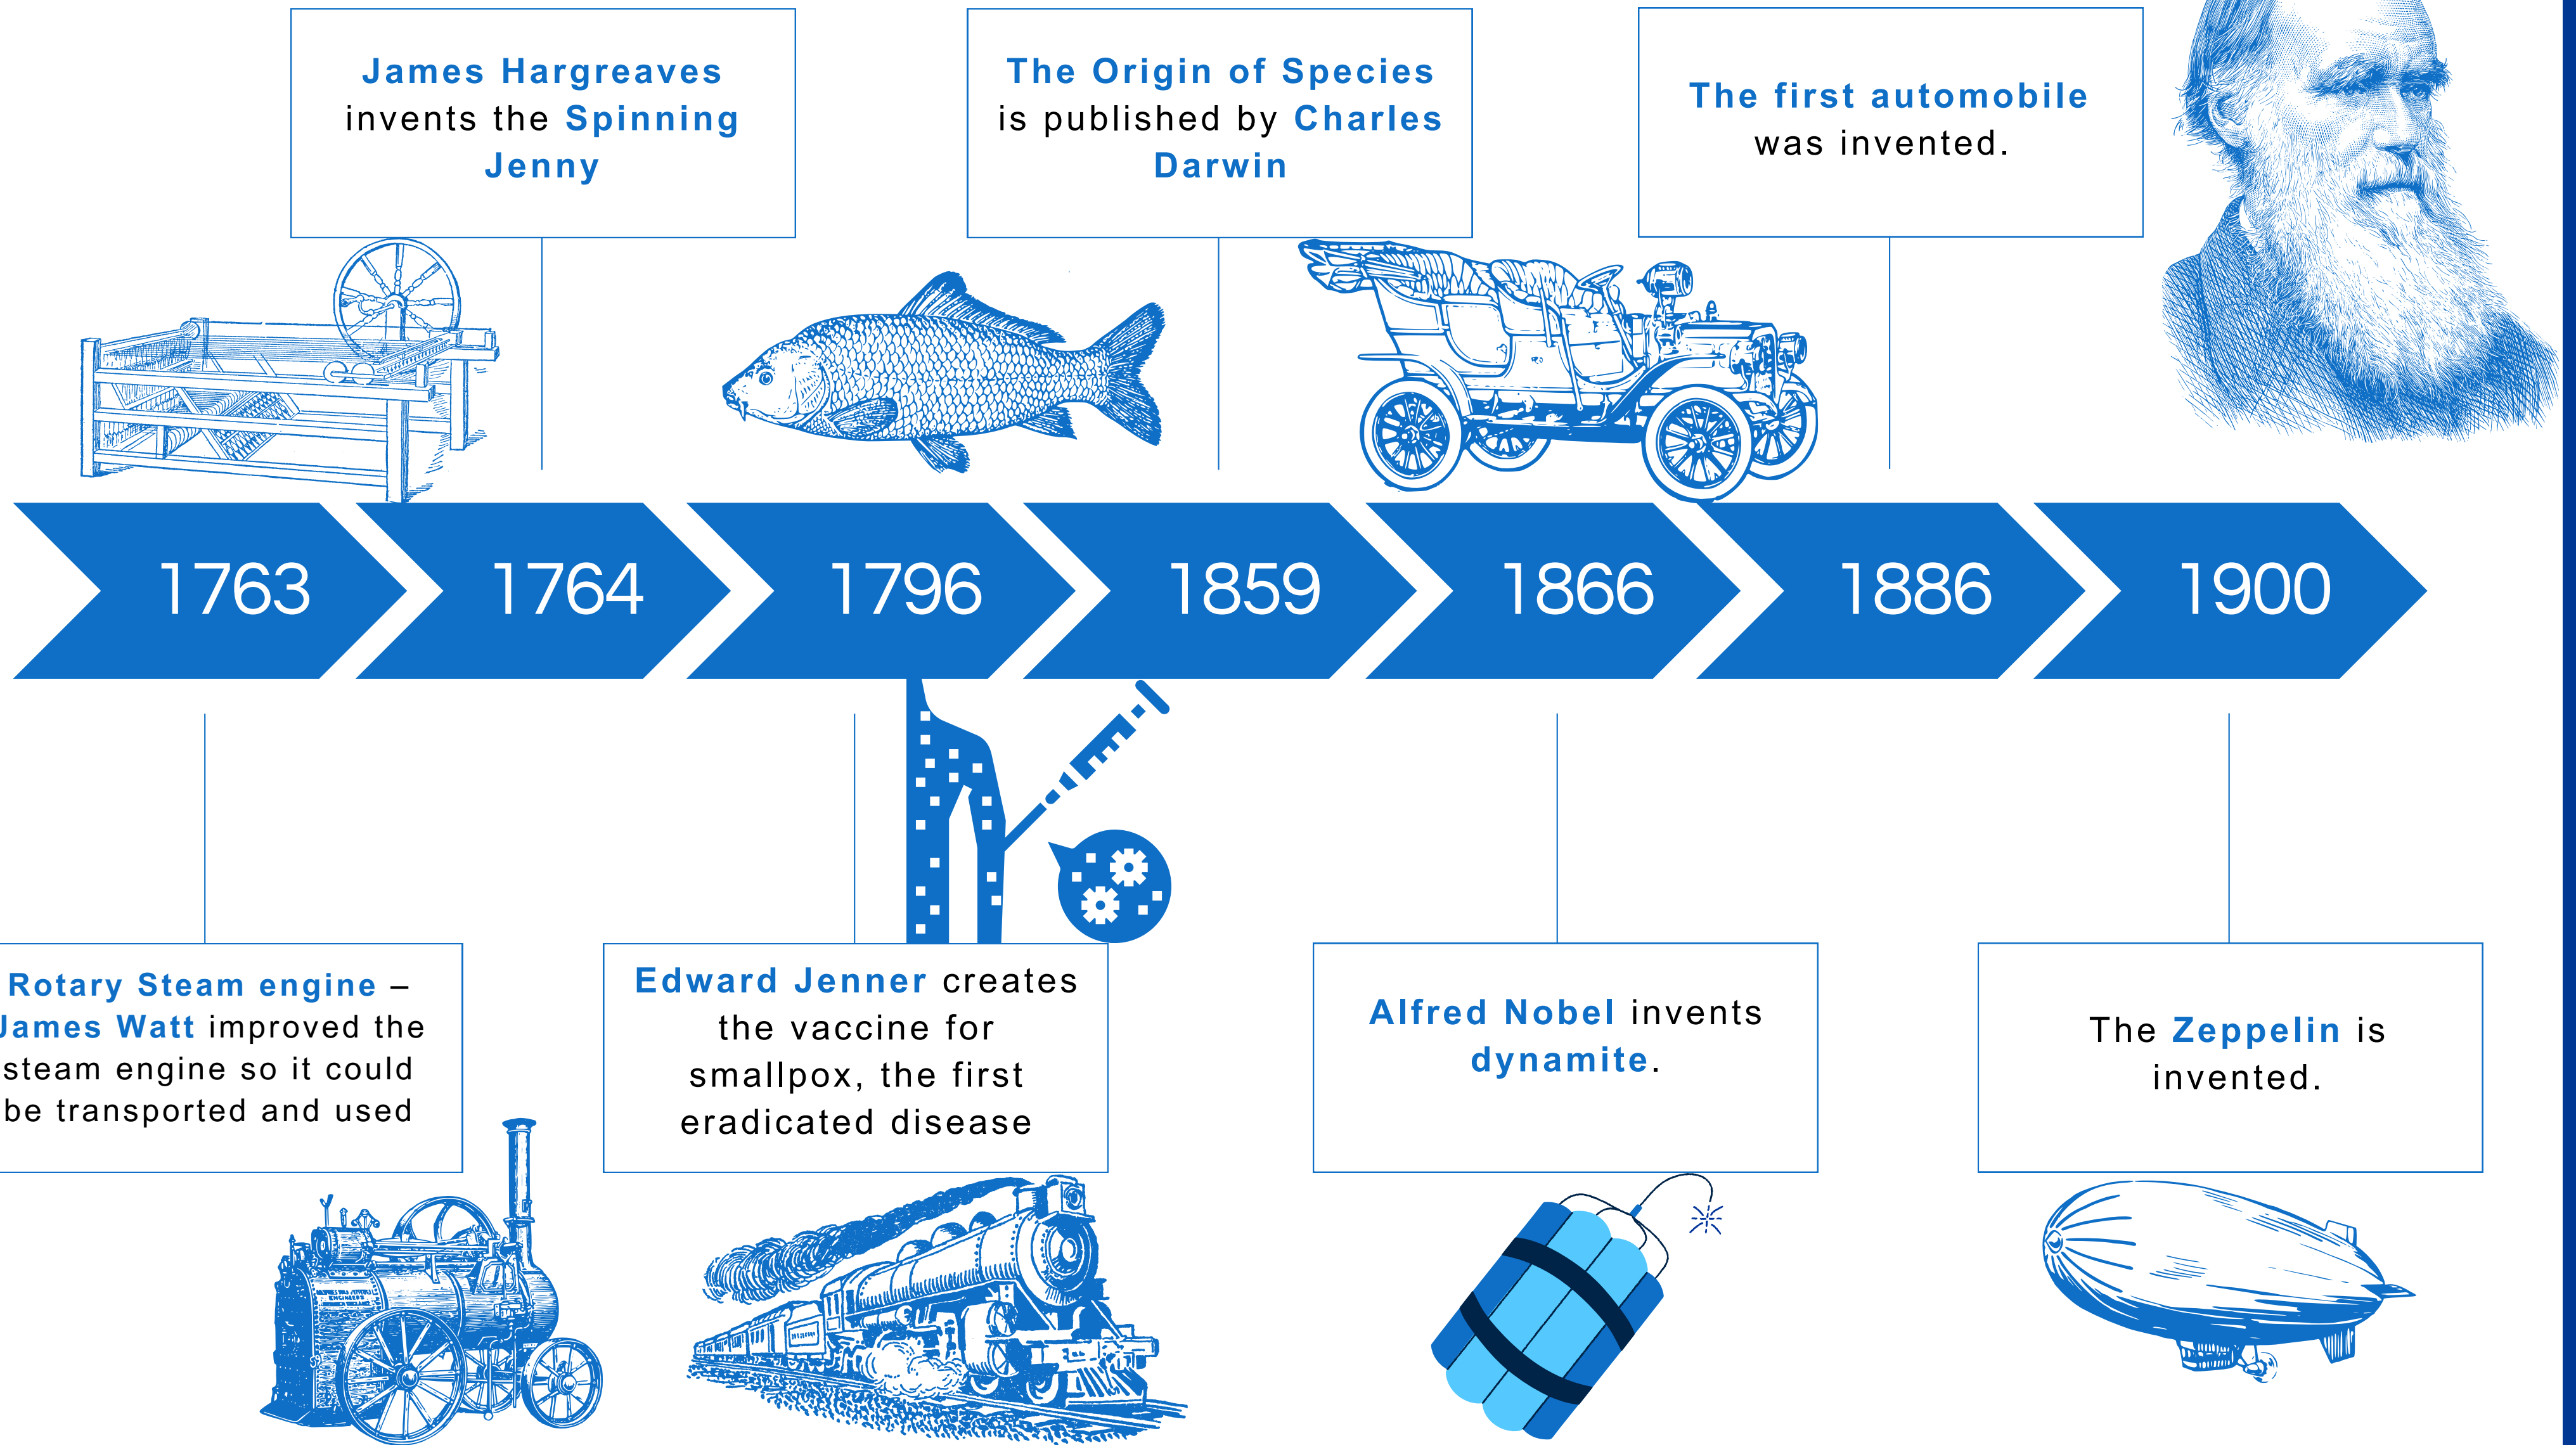 James Hargreaves
invents the Spinning
Jenny
The Origin of Species
is published by Charles
Darwin
The first automobile
was invented.
1763
1764
1796
1859
1866
1886
1900
Rotary Steam engine –
James Watt improved the
steam engine so it could
be transported and used
Edward Jenner creates
the vaccine for
smallpox, the first
eradicated disease
Alfred Nobel invents
dynamite.
The Zeppelin is
invented.